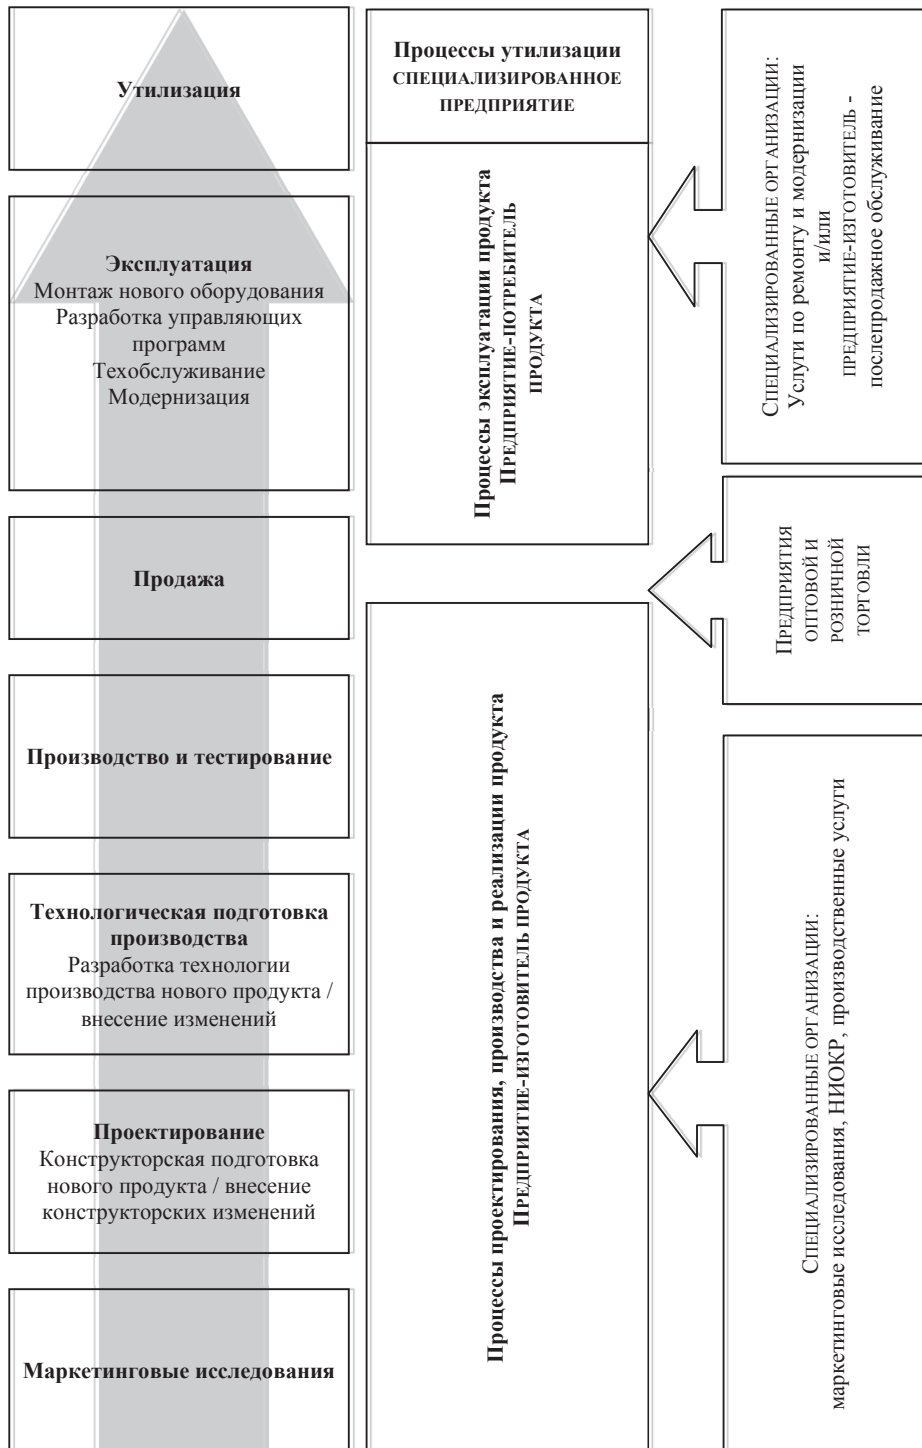 Утилизация
Эксплуатация
Монтаж нового оборудования
Разработка управляющих
программ
Техобслуживание
Модернизация
Продажа
Производство и тестирование
Технологическая подготовка
производства
Разработка технологии
производства нового продукта /
внесение изменений
Проектирование
Конструкторская подготовка
нового продукта / внесение
конструкторских изменений
Маркетинговые исследования
Процессы утилизации
СПЕЦИАЛИЗИРОВАННОЕ
ПРЕДПРИЯТИЕ
Процессы эксплуатации продукта
ПРЕДПРИЯТИЕ-ПОТРЕБИТЕЛЬ
ПРОДУКТА
Процессы проектирования, производства и реализации продукта
ПРЕДПРИЯТИЕ-ИЗГОТОВИТЕЛЬ ПРОДУКТА
СПЕЦИАЛИЗИРОВАННЫЕ ОРГАНИЗАЦИИ:
Услуги по ремонту и модернизации
и/или
ПРЕДПРИЯТИЕ-ИЗГОТОВИТЕЛЬ -
послепродажное обслуживание
ПРЕДПРИЯТИЯ
ОПТОВОЙ И
РОЗНИЧНОЙ
ТОРГОВЛИ
СПЕЦИАЛИЗИРОВАННЫЕ ОРГАНИЗАЦИИ:
маркетинговые исследования, НИОКР, производственные услуги